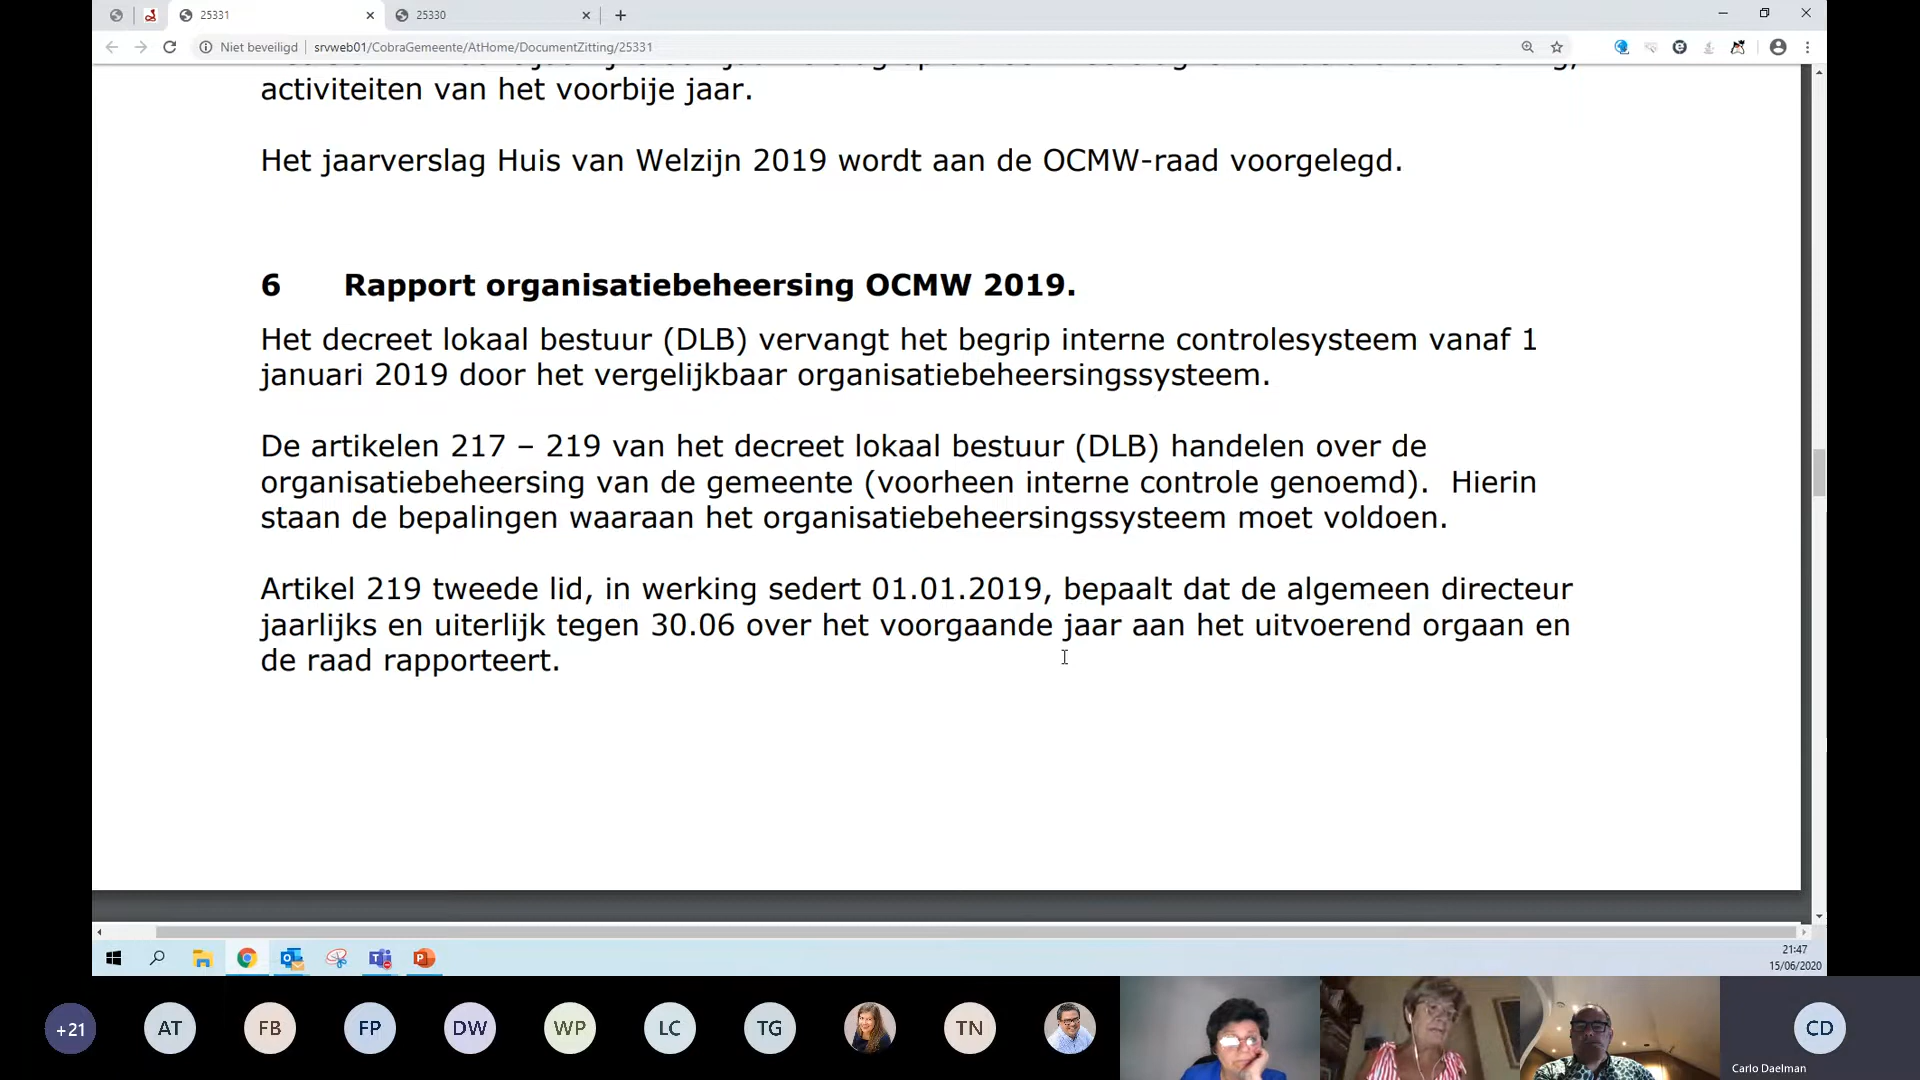 25331
25330
Niet beveiligd
srvweb01/CobraGemeente/AtHome/DocumentZitting/25331
activiteiten van het voorbije jaar.
Het jaarverslag Huis van Welzijn 2019 wordt aan de OCMW-raad voorgelegd.
6 Rapport organisatiebeheersing OCMW 2019.
Het decreet lokaal bestuur (DLB) vervangt het begrip interne controlesysteem vanaf 1
januari 2019 door het vergelijkbaar organisatiebeheersingssysteem.
De artikelen 217 – 219 van het decreet lokaal bestuur (DLB) handelen over de
organisatiebeheersing van de gemeente (voorheen interne controle genoemd). Hierin
staan de bepalingen waaraan het organisatiebeheersingssysteem moet voldoen.
Artikel 219 tweede lid, in werking sedert 01.01.2019, bepaalt dat de algemeen directeur
jaarlijks en uiterlijk tegen 30.06 over het voorgaande jaar aan het uitvoerend orgaan en
de raad rapporteert.
21:47
15/06/2020
+21
AT
FB
FP
DW
WP
LC
TG
TN
CD
Carlo Daelman